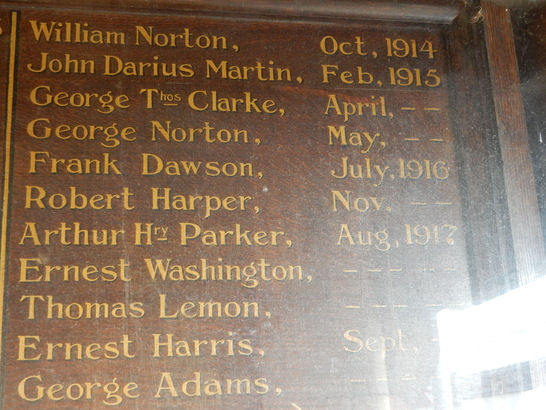 William Norton, Oct, 1914
John Darius Martin, Feb, 1915
George Thos Clarke, April, – –
George Norton, May, – –
Frank Dawson, July, 1916
Robert Harper, Nov, – –
Arthur Hry Parker, Aug, 1917
Ernest Washington, – – – – –
Thomas Lemon, – – – – –
Ernest Harris, Sept, –
George Adams, – – – –